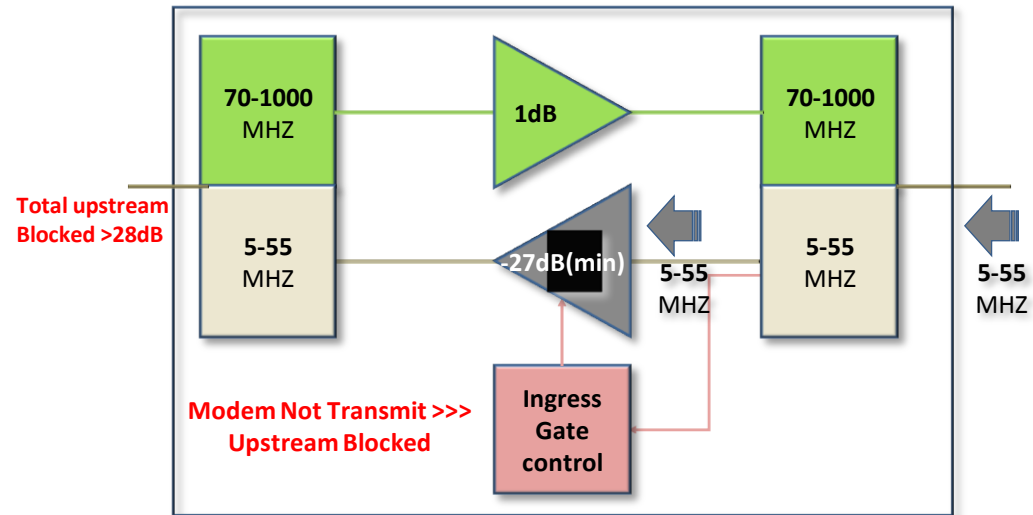 70-1000
MHZ
1dB
70-1000
MHZ
Total upstream
Blocked >28dB
5-55
MHZ
-27dB(min)
5-55
MHZ
5-55
MHZ
5-55
MHZ
Modem Not Transmit >>>
Upstream Blocked
Ingress
Gate
control